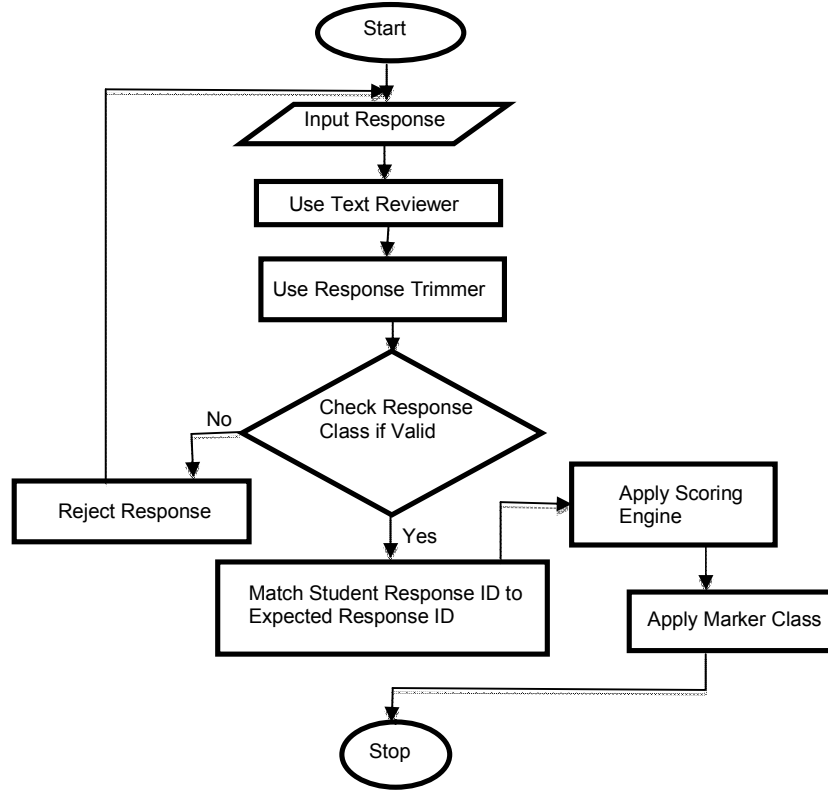 Start
Input Response
Use Text Reviewer
Use Response Trimmer
Check Response
Class if Valid
No
Reject Response
Yes
Match Student Response ID to
Expected Response ID
Apply Scoring
Engine
Apply Marker Class
Stop